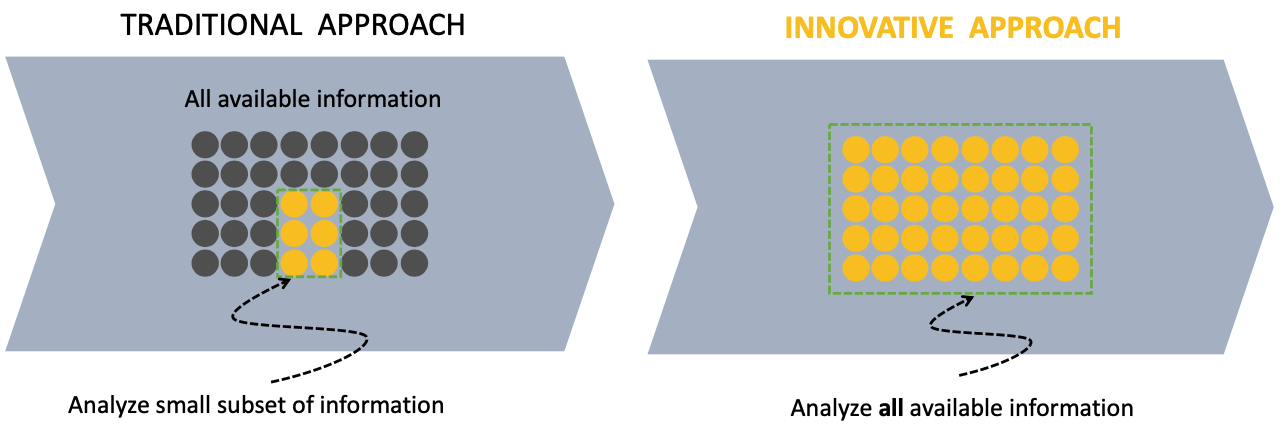 TRADITIONAL APPROACH
INNOVATIVE APPROACH
All available information
Analyze small subset of information
Analyze all available information